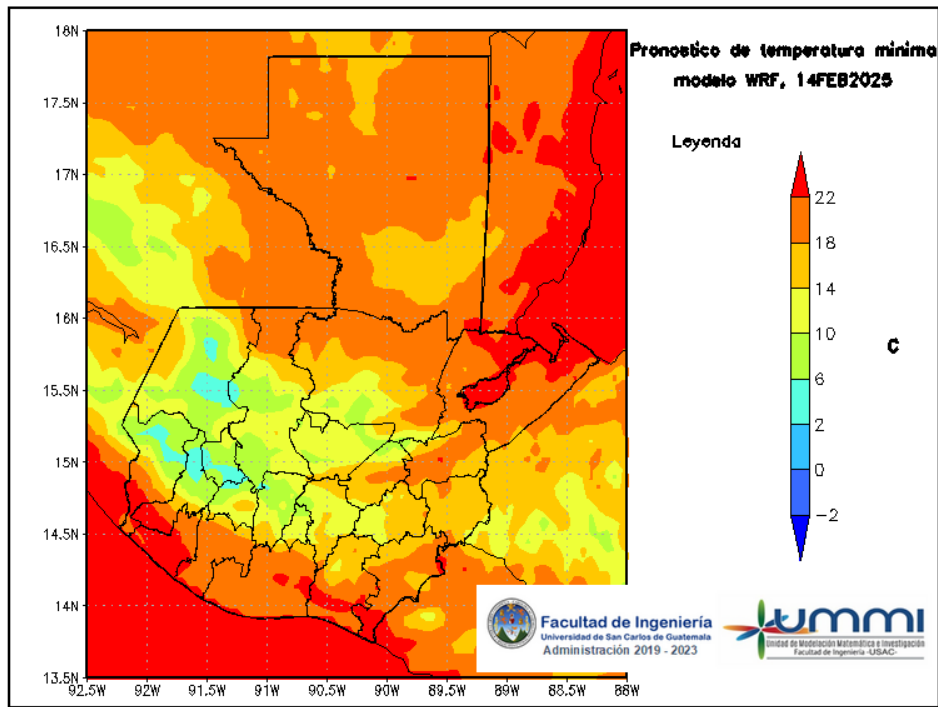 Pronostico de temperatura minima
modelo WRF, 14FEB2025
Leyenda
22
18
14
10
6
2
0
-2
C
18N
17.5N
17N
16.5N
16N
15.5N
15N
14.5N
14N
13.5N
92.5W
92W
91.5W
91W
90.5W
90W
89.5W
89W
88.5W
88W
Facultad de Ingeniería
Universidad de San Carlos de Guatemala
Administración 2019 - 2023
ummi
Unidad de Modelación Matemática e Investigación
Facultad de Ingeniería -USAC-